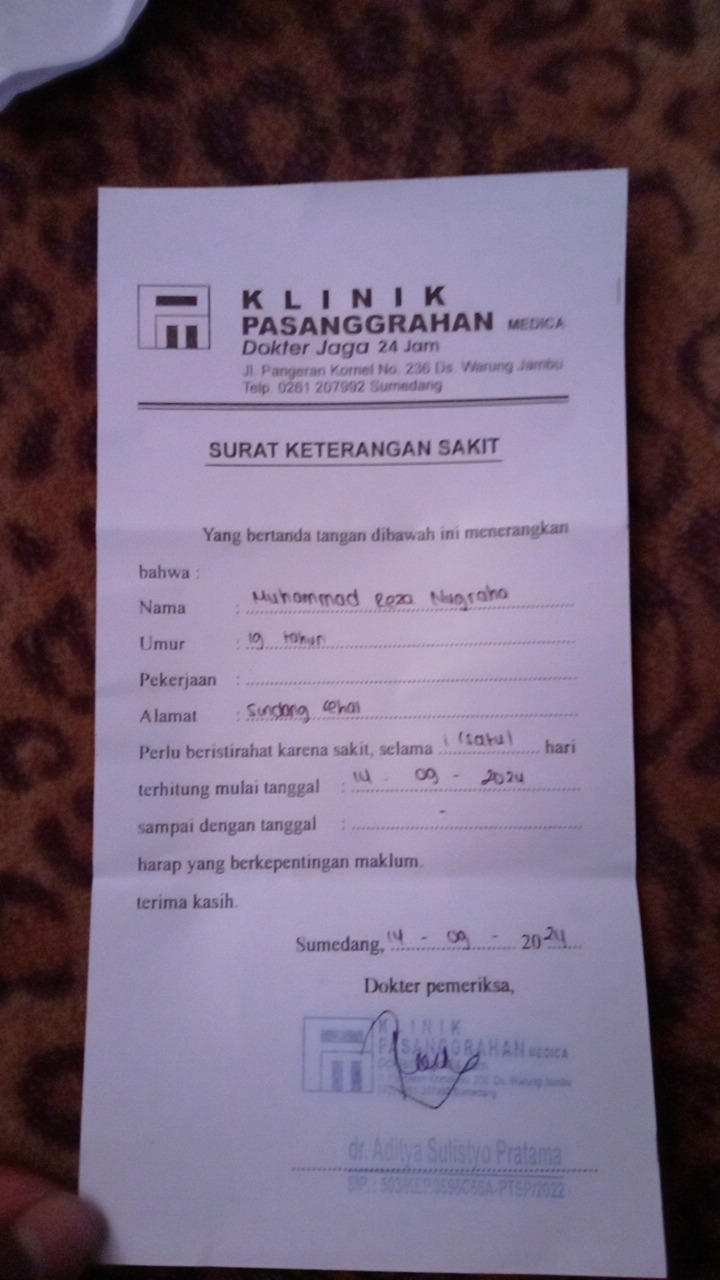 KLINIK
PASANGGRAHAN MEDICA
Dokter Jaga 24 Jam
Jl. Pangeran Kornel No. 236 Ds. Warung Jambu
Telp. 0261 207992 Sumedang
SURAT KETERANGAN SAKIT
Yang bertanda tangan dibawah ini menerangkan
bahwa :
Nama : Muhammad Reza Nugraha
Umur : 19 tahun
Pekerjaan :
Alamat : Sindang
Perlu beristirahat karena sakit, selama 1 (satu) hari
terhitung mulai tanggal : 14 - 09 - 2024
sampai dengan tanggal : -
harap yang berkepentingan maklum.
terima kasih.
Sumedang, 14 - 09 - 2024
Dokter pemeriksa,
KLINIK
PASANGGRAHAN MEDICA
dr. Aditya Sulistyo Pratama